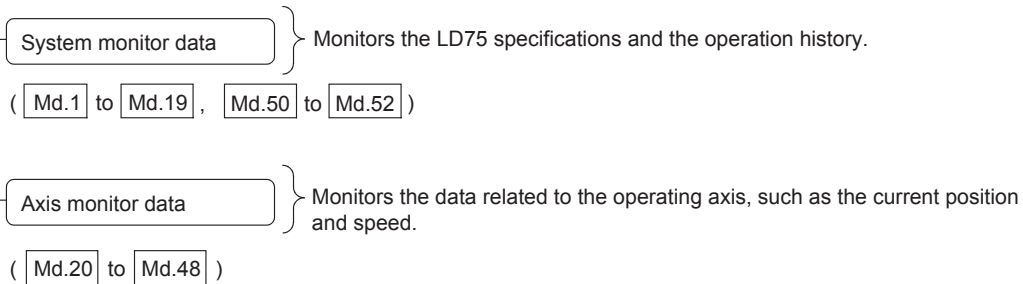 System monitor data Monitors the LD75 specifications and the operation history.
( Md.1 to Md.19 , Md.50 to Md.52 )
Axis monitor data Monitors the data related to the operating axis, such as the current position
and speed.
( Md.20 to Md.48 )